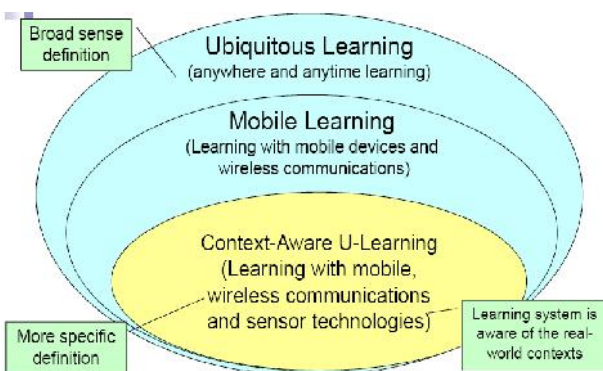 Broad sense
definition
Ubiquitous Learning
(anywhere and anytime learning)
Mobile Learning
(Learning with mobile devices and
wireless communications)
Context-Aware U-Learning
(Learning with mobile,
wireless communications
and sensor technologies)
More specific
definition
Learning system is
aware of the real-
world contexts